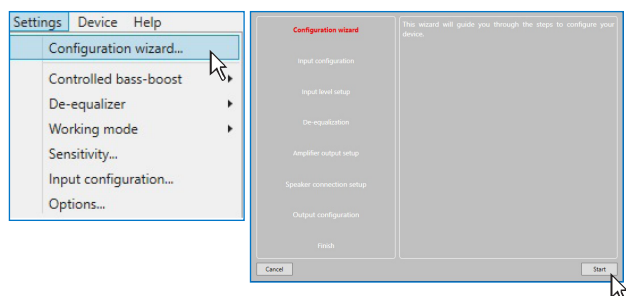 Settings Device Help
Configuration wizard...
Controlled bass-boost
De-equalizer
Working mode
Sensitivity...
Input configuration...
Options...
Configuration wizard
Input configuration
Input level setup
De-equalization
Amplifier output setup
Speaker connection setup
Output configuration
Finish
This wizard will guide you through the steps to configure your
device.
Cancel
Start